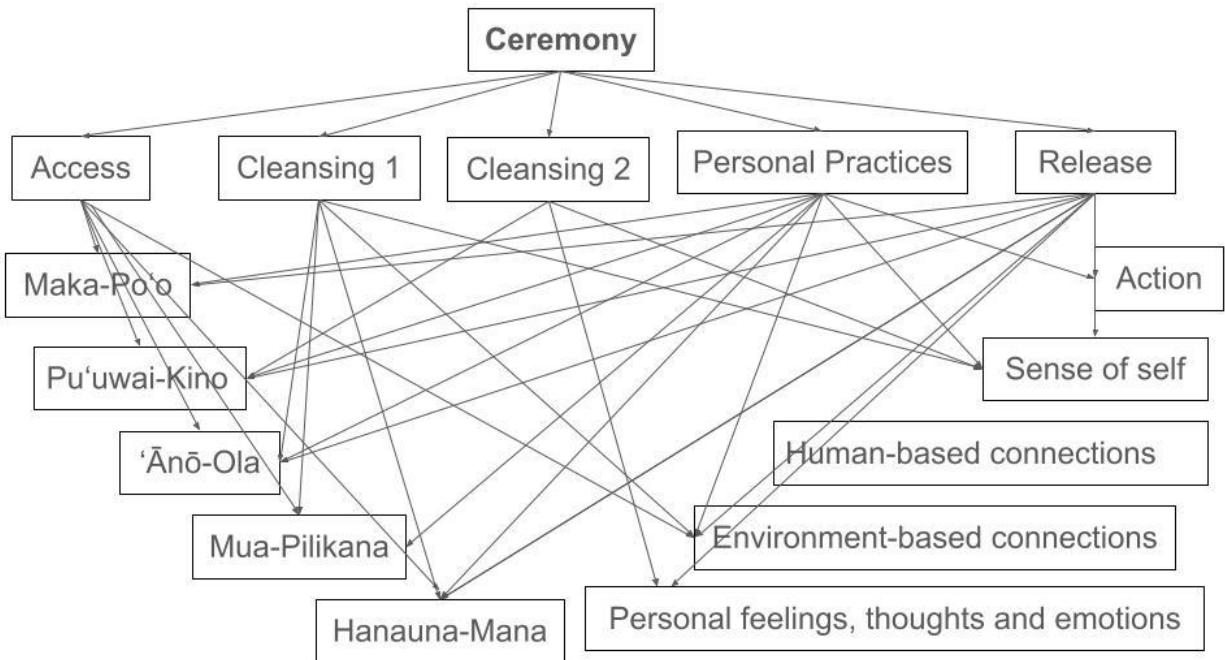 Ceremony
Access
Cleansing 1
Cleansing 2
Personal Practices
Release
Maka-Poʻo
Action
Puʻuwai-Kino
Sense of self
ʻĀnō-Ola
Human-based connections
Mua-Pilikana
Environment-based connections
Hanauna-Mana
Personal feelings, thoughts and emotions